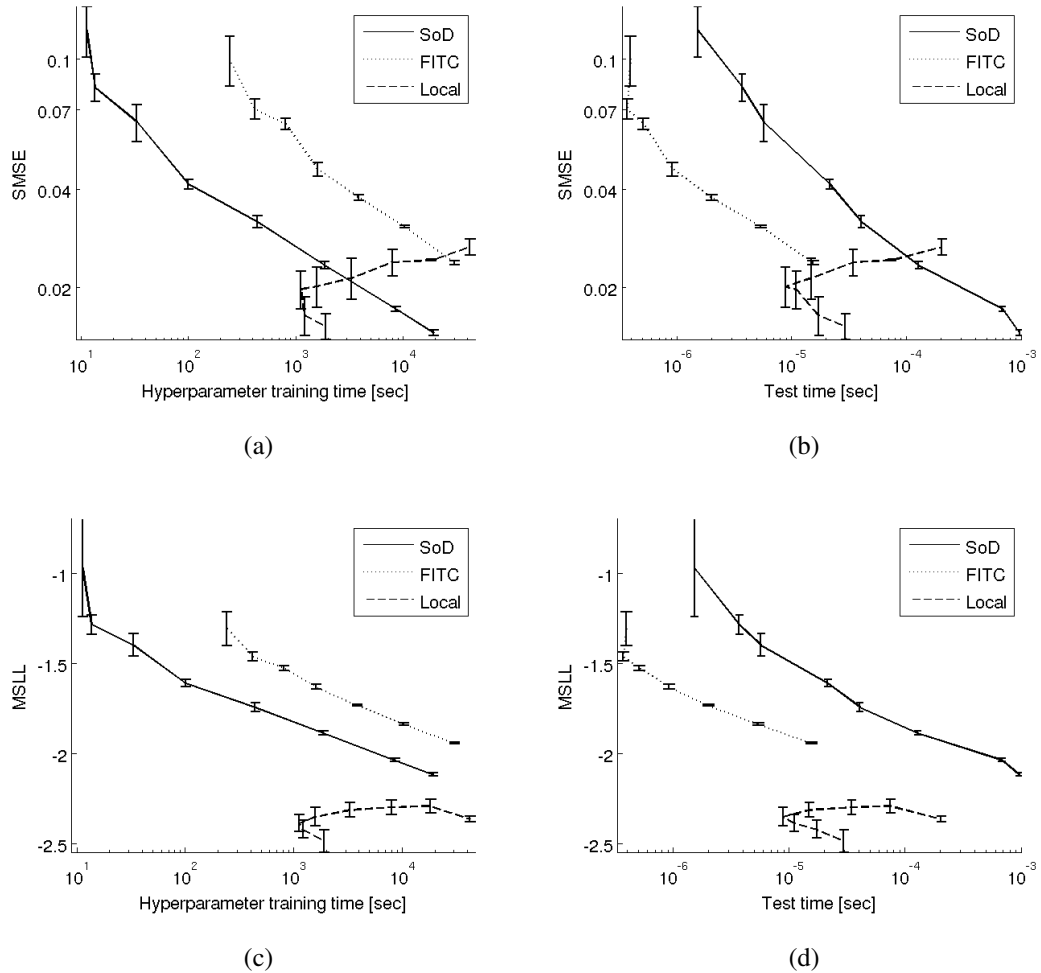 SoD
FITC
Local
0.1
0.07
0.04
0.02
SMSE
10^1
10^2
10^3
10^4
Hyperparameter training time [sec]
(a)
SoD
FITC
Local
0.1
0.07
0.04
0.02
SMSE
10^-6
10^-5
10^-4
10^-3
Test time [sec]
(b)
SoD
FITC
Local
-1
-1.5
-2
-2.5
MSLL
10^1
10^2
10^3
10^4
Hyperparameter training time [sec]
(c)
SoD
FITC
Local
-1
-1.5
-2
-2.5
MSLL
10^-6
10^-5
10^-4
10^-3
Test time [sec]
(d)